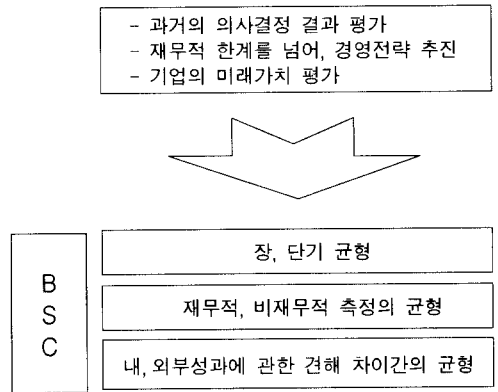 - 과거의 의사결정 결과 평가
- 재무적 한계를 넘어, 경영전략 추진
- 기업의 미래가치 평가
B
S
C
장, 단기 균형
재무적, 비재무적 측정의 균형
내, 외부성과에 관한 견해 차이간의 균형